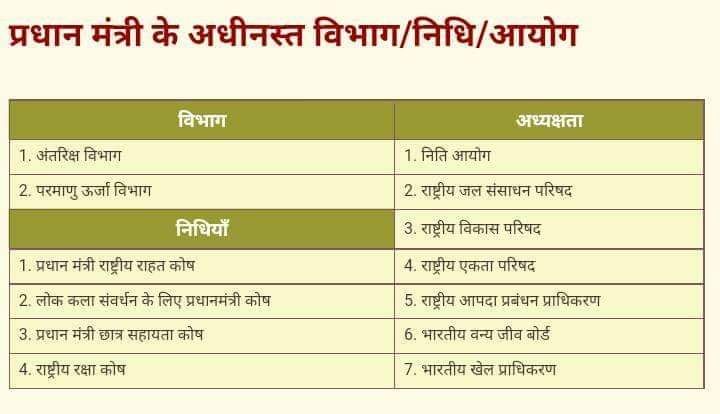 प्रधान मंत्री के अधीनस्त विभाग/निधि/आयोग
विभाग
अध्यक्षता
1. अंतरिक्ष विभाग
1. निति आयोग
2. परमाणु ऊर्जा विभाग
2. राष्ट्रीय जल संसाधन परिषद
निधियाँ
3. राष्ट्रीय विकास परिषद
1. प्रधान मंत्री राष्ट्रीय राहत कोष
4. राष्ट्रीय एकता परिषद
2. लोक कला संवर्धन के लिए प्रधानमंत्री कोष
5. राष्ट्रीय आपदा प्रबंधन प्राधिकरण
3. प्रधान मंत्री छात्र सहायता कोष
6. भारतीय वन्य जीव बोर्ड
4. राष्ट्रीय रक्षा कोष
7. भारतीय खेल प्राधिकरण